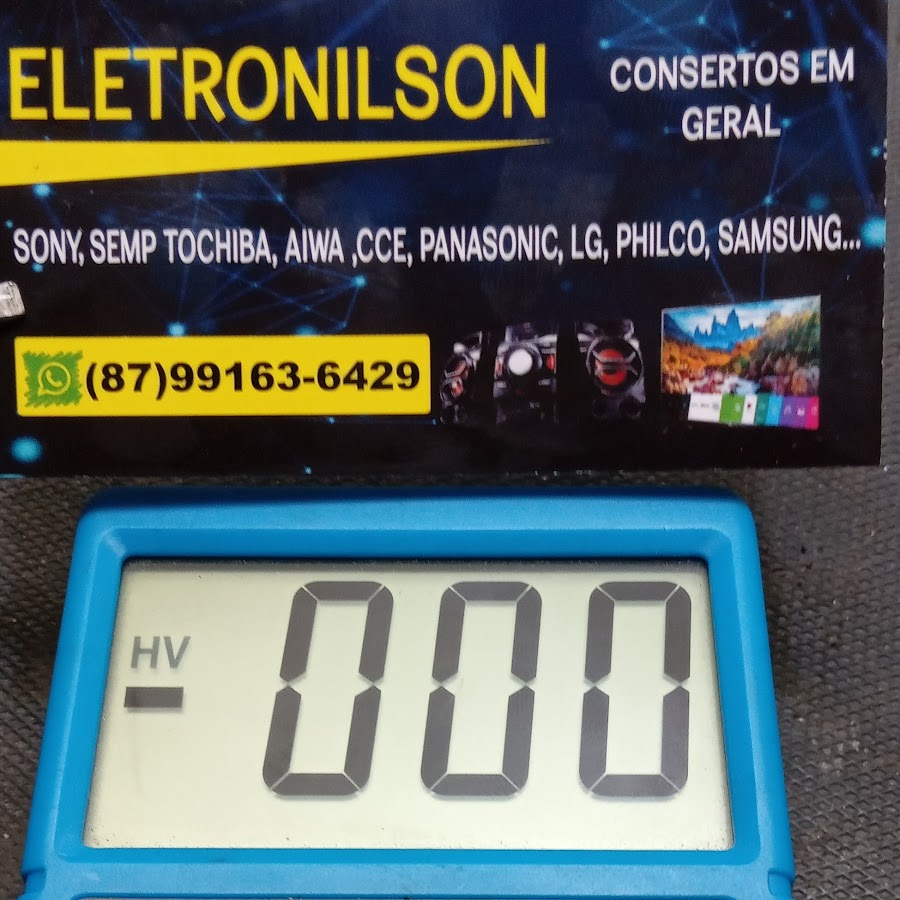 ELETRONILSON
CONSERTOS EM
GERAL
SONY, SEMP TOCHIBA, AIWA ,CCE, PANASONIC, LG, PHILCO, SAMSUNG...
(87)99163-6429
HV
- 000